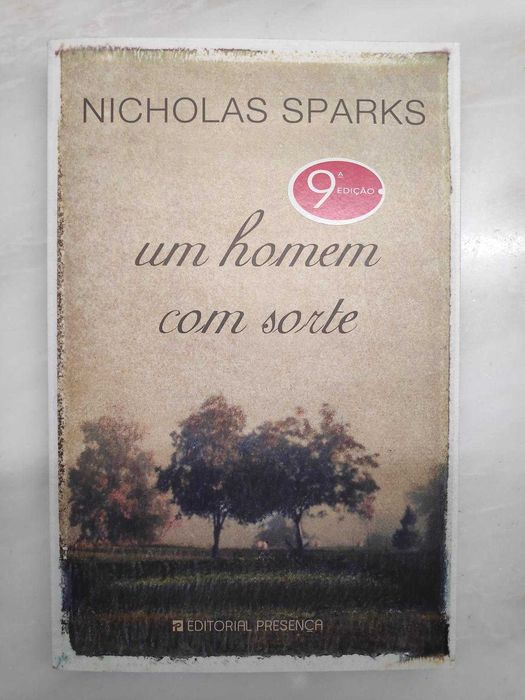 NICHOLAS SPARKS
9ª
EDIÇÃO
um homem
com sorte
EDITORIAL PRESENÇA